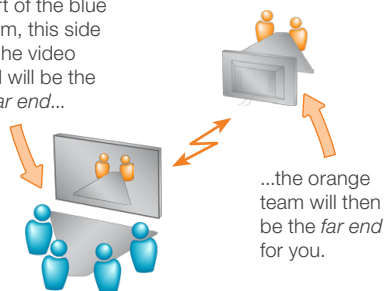 rt of the blue
m, this side
he video
l will be the
ar end...
...the orange
team will then
be the far end
for you.